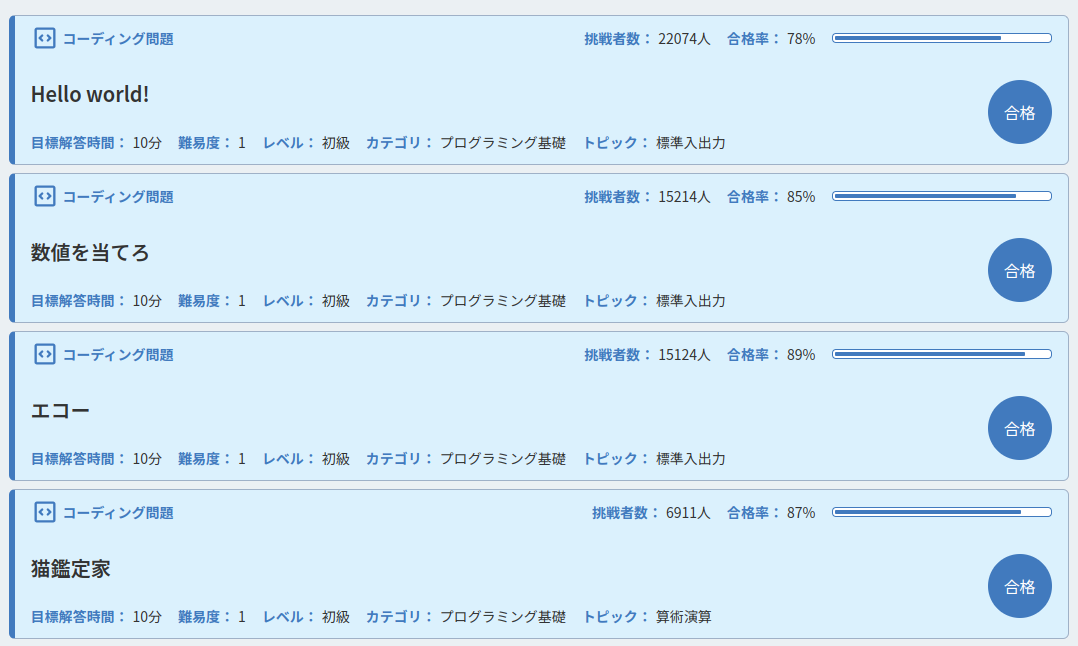 コーディング問題 挑戦者数： 22074人 合格率： 78%
Hello world!
合格
目標解答時間： 10分 難易度： 1 レベル： 初級 カテゴリ： プログラミング基礎 トピック： 標準入出力
コーディング問題 挑戦者数： 15214人 合格率： 85%
数値を当てろ
合格
目標解答時間： 10分 難易度： 1 レベル： 初級 カテゴリ： プログラミング基礎 トピック： 標準入出力
コーディング問題 挑戦者数： 15124人 合格率： 89%
エコー
合格
目標解答時間： 10分 難易度： 1 レベル： 初級 カテゴリ： プログラミング基礎 トピック： 標準入出力
コーディング問題 挑戦者数： 6911人 合格率： 87%
猫鑑定家
合格
目標解答時間： 10分 難易度： 1 レベル： 初級 カテゴリ： プログラミング基礎 トピック： 算術演算